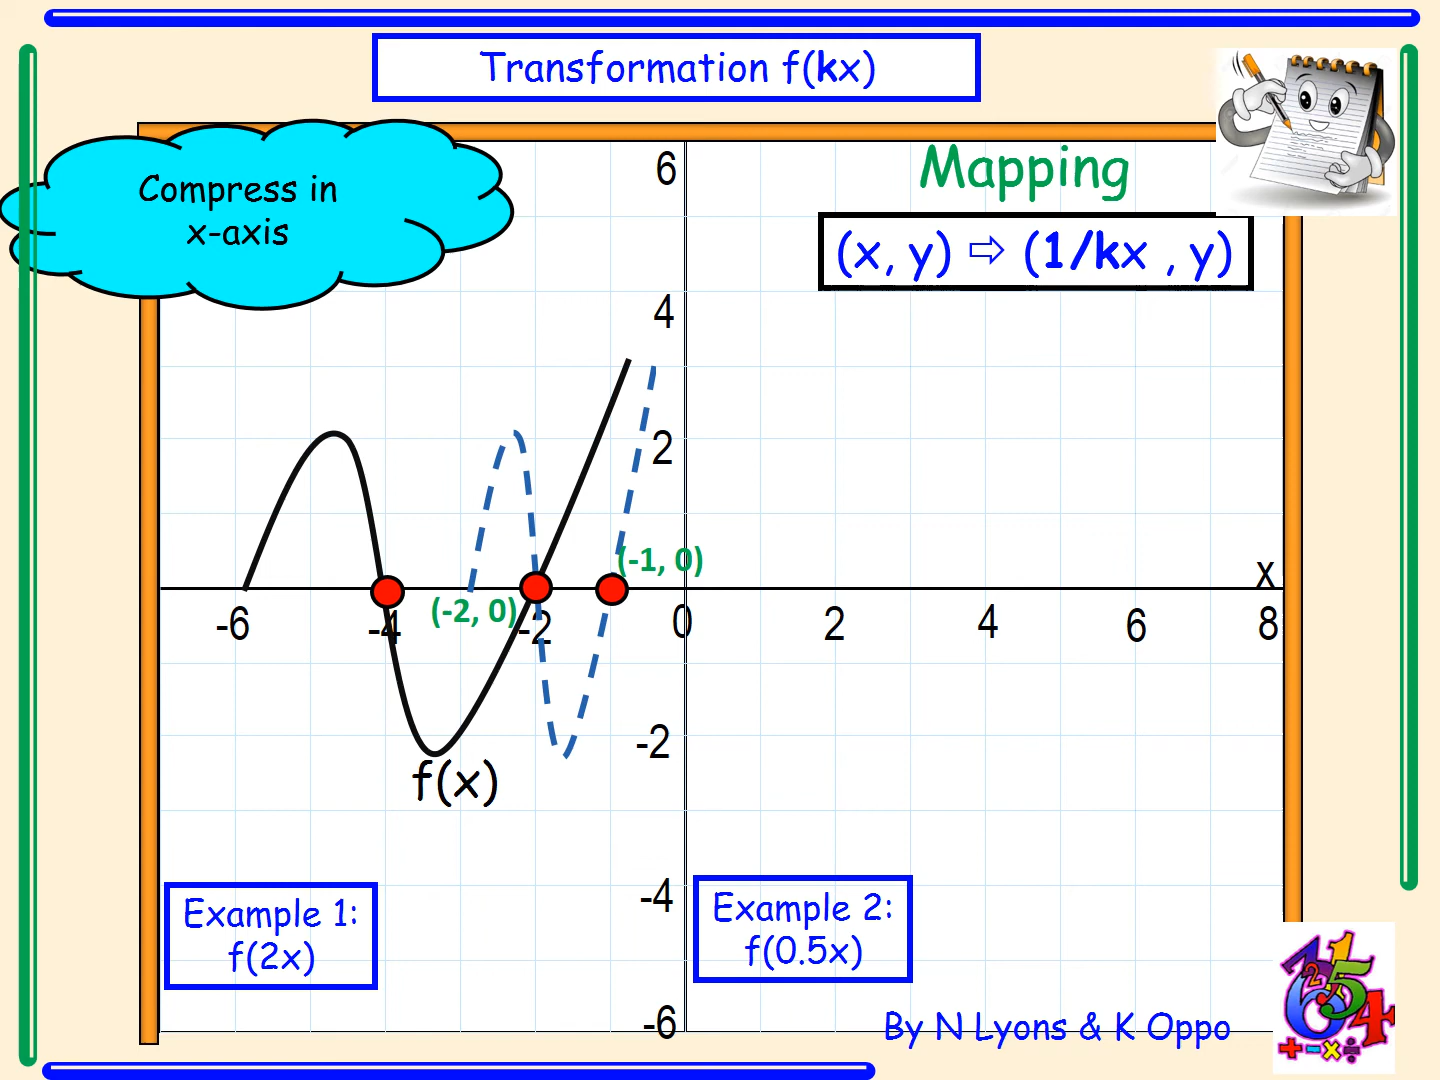 Transformation f(kx)
Compress in
x-axis
Mapping
(x, y) ⇨ (1/kx , y)
6
4
2
(-1, 0)
x
(-2, 0)
-6
-4
-2
0
2
4
6
8
-2
f(x)
-4
Example 1:
f(2x)
Example 2:
f(0.5x)
-6
By N Lyons & K Oppo